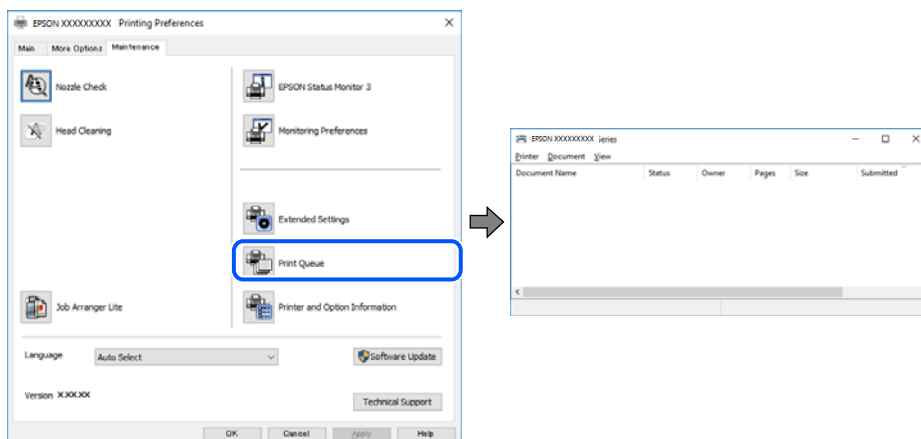 EPSON XXXXXXXXX Printing Preferences
Main More Options Maintenance
Nozzle Check
EPSON Status Monitor 3
Head Cleaning
Monitoring Preferences
Extended Settings
Print Queue
Job Arranger Lite
Printer and Option Information
Language Auto Select Software Update
Version X.XX.XX
Technical Support
OK Cancel Apply Help
EPSON XXXXXXXXX ieries
Printer Document View
Document Name Status Owner Pages Size Submitted